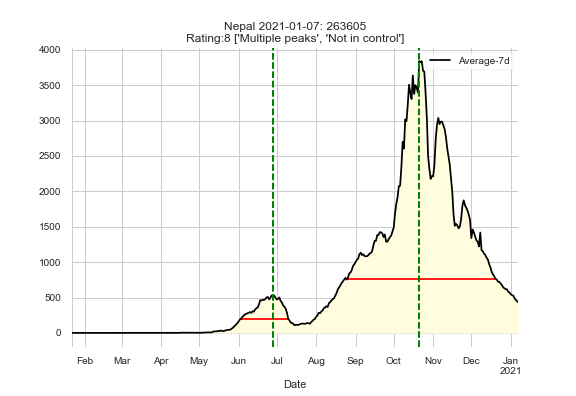 Nepal 2021-01-07: 263605
Rating:8 ['Multiple peaks', 'Not in control']
Average-7d
4000
3500
3000
2500
2000
1500
1000
500
0
Feb Mar Apr May Jun Jul Aug Sep Oct Nov Dec Jan
2021
Date